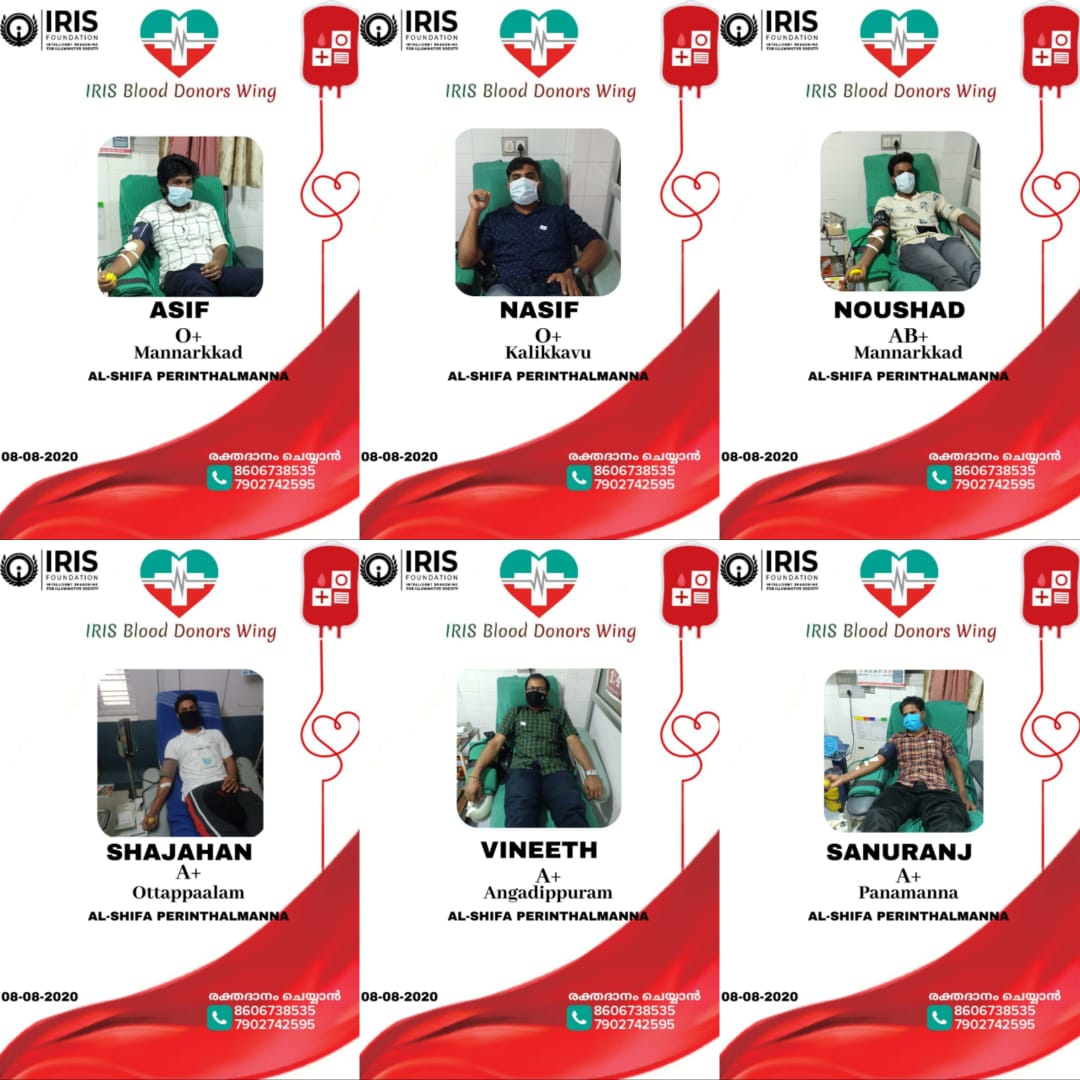 IRIS
FOUNDATION
INTELLIGENT REASONING
FOR ILLUMINATIVE SOCIETY
IRIS Blood Donors Wing
ASIF
O+
Mannarkkad
AL-SHIFA PERINTHALMANNA
08-08-2020
രക്തദാനം ചെയ്യാൻ
8606738535
7902742595
IRIS
FOUNDATION
INTELLIGENT REASONING
FOR ILLUMINATIVE SOCIETY
IRIS Blood Donors Wing
NASIF
O+
Kalikkavu
AL-SHIFA PERINTHALMANNA
08-08-2020
രക്തദാനം ചെയ്യാൻ
8606738535
7902742595
IRIS
FOUNDATION
INTELLIGENT REASONING
FOR ILLUMINATIVE SOCIETY
IRIS Blood Donors Wing
NOUSHAD
AB+
Mannarkkad
AL-SHIFA PERINTHALMANNA
08-08-2020
രക്തദാനം ചെയ്യാൻ
8606738535
7902742595
IRIS
FOUNDATION
INTELLIGENT REASONING
FOR ILLUMINATIVE SOCIETY
IRIS Blood Donors Wing
SHAJAHAN
A+
Ottappaalam
AL-SHIFA PERINTHALMANNA
08-08-2020
രക്തദാനം ചെയ്യാൻ
8606738535
7902742595
IRIS
FOUNDATION
INTELLIGENT REASONING
FOR ILLUMINATIVE SOCIETY
IRIS Blood Donors Wing
VINEETH
A+
Angadippuram
AL-SHIFA PERINTHALMANNA
08-08-2020
രക്തദാനം ചെയ്യാൻ
8606738535
7902742595
IRIS
FOUNDATION
INTELLIGENT REASONING
FOR ILLUMINATIVE SOCIETY
IRIS Blood Donors Wing
SANURANJ
A+
Panamanna
AL-SHIFA PERINTHALMANNA
08-08-2020
രക്തദാനം ചെയ്യാൻ
8606738535
7902742595